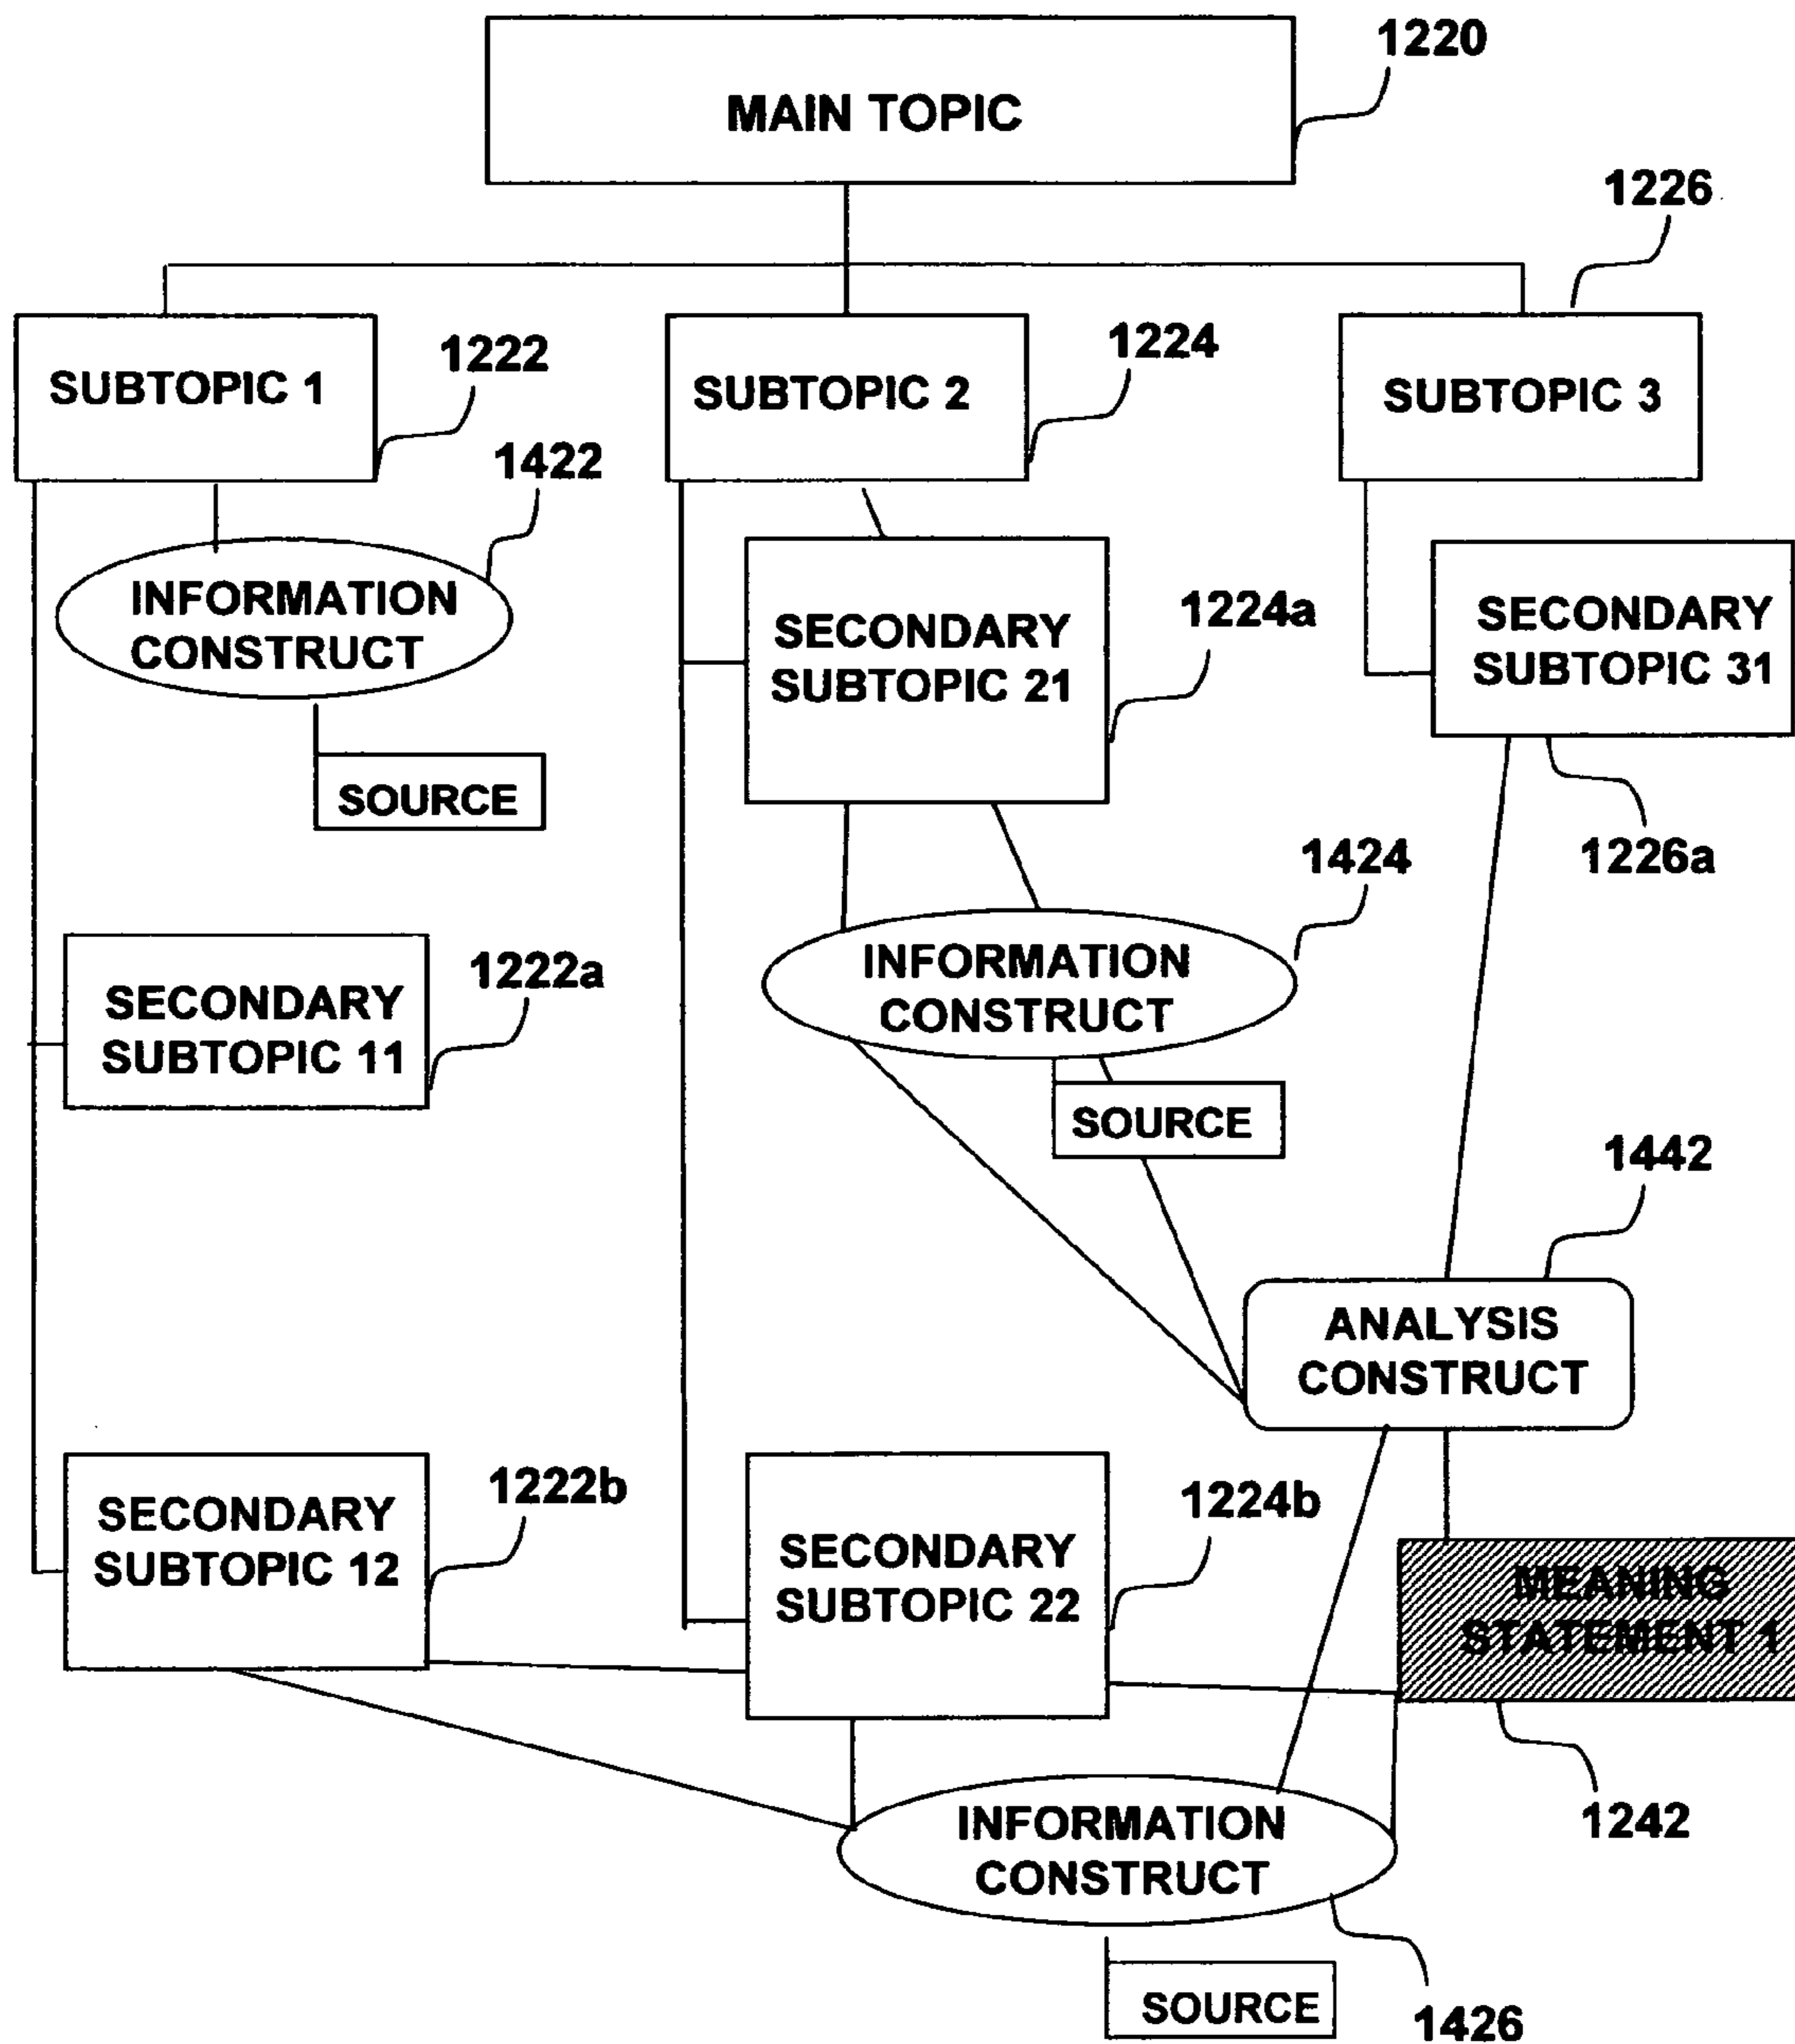 1220
MAIN TOPIC
1226
1222
1224
SUBTOPIC 1
SUBTOPIC 2
SUBTOPIC 3
1422
INFORMATION
CONSTRUCT
SOURCE
SECONDARY
SUBTOPIC 21
1224a
SECONDARY
SUBTOPIC 31
1226a
1424
INFORMATION
CONSTRUCT
SOURCE
SECONDARY
SUBTOPIC 11
1222a
1442
ANALYSIS
CONSTRUCT
SECONDARY
SUBTOPIC 12
1222b
SECONDARY
SUBTOPIC 22
1224b
MEANING
STATEMENT 1
1242
INFORMATION
CONSTRUCT
SOURCE
1426